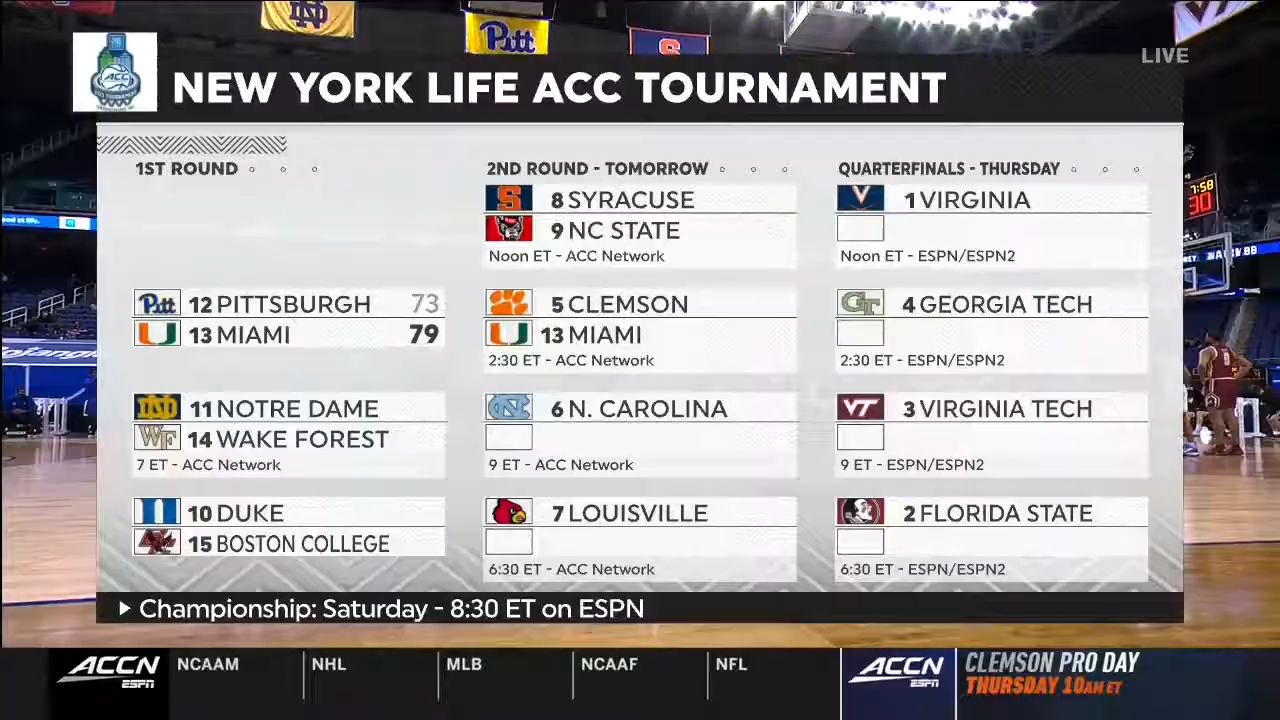 LIVE
Pitt
NEW YORK LIFE ACC TOURNAMENT
1ST ROUND
12 PITTSBURGH 73
13 MIAMI 79
11 NOTRE DAME
14 WAKE FOREST
7 ET - ACC Network
10 DUKE
15 BOSTON COLLEGE
2ND ROUND - TOMORROW
8 SYRACUSE
9 NC STATE
Noon ET - ACC Network
5 CLEMSON
13 MIAMI
2:30 ET - ACC Network
6 N. CAROLINA
9 ET - ACC Network
7 LOUISVILLE
6:30 ET - ACC Network
QUARTERFINALS - THURSDAY
1 VIRGINIA
Noon ET - ESPN/ESPN2
4 GEORGIA TECH
2:30 ET - ESPN/ESPN2
3 VIRGINIA TECH
9 ET - ESPN/ESPN2
2 FLORIDA STATE
6:30 ET - ESPN/ESPN2
7:58
30
Championship: Saturday - 8:30 ET on ESPN
ACCN ESPN
NCAAM
NHL
MLB
NCAAF
NFL
ACCN ESPN
CLEMSON PRO DAY
THURSDAY 10AM ET